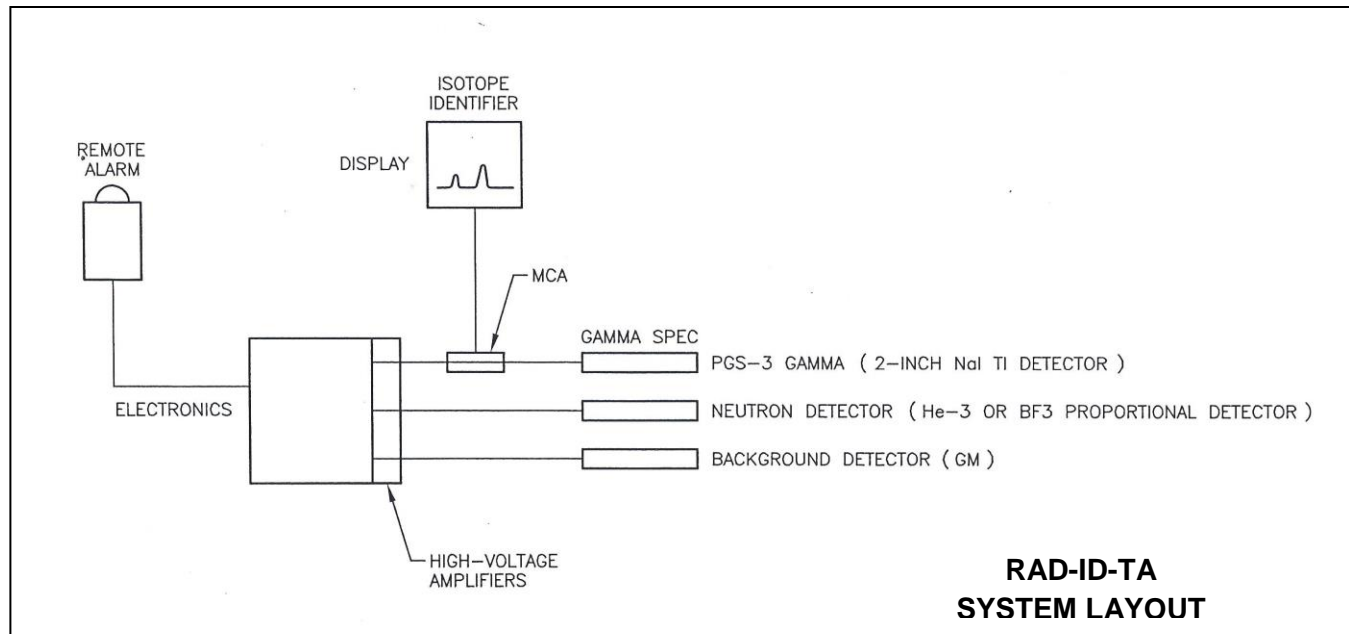 ISOTOPE
IDENTIFIER
REMOTE
ALARM
DISPLAY
MCA
GAMMA SPEC
PGS-3 GAMMA ( 2-INCH NaI Tl DETECTOR )
ELECTRONICS
NEUTRON DETECTOR ( He-3 OR BF3 PROPORTIONAL DETECTOR )
BACKGROUND DETECTOR ( GM )
HIGH-VOLTAGE
AMPLIFIERS
RAD-ID-TA
SYSTEM LAYOUT